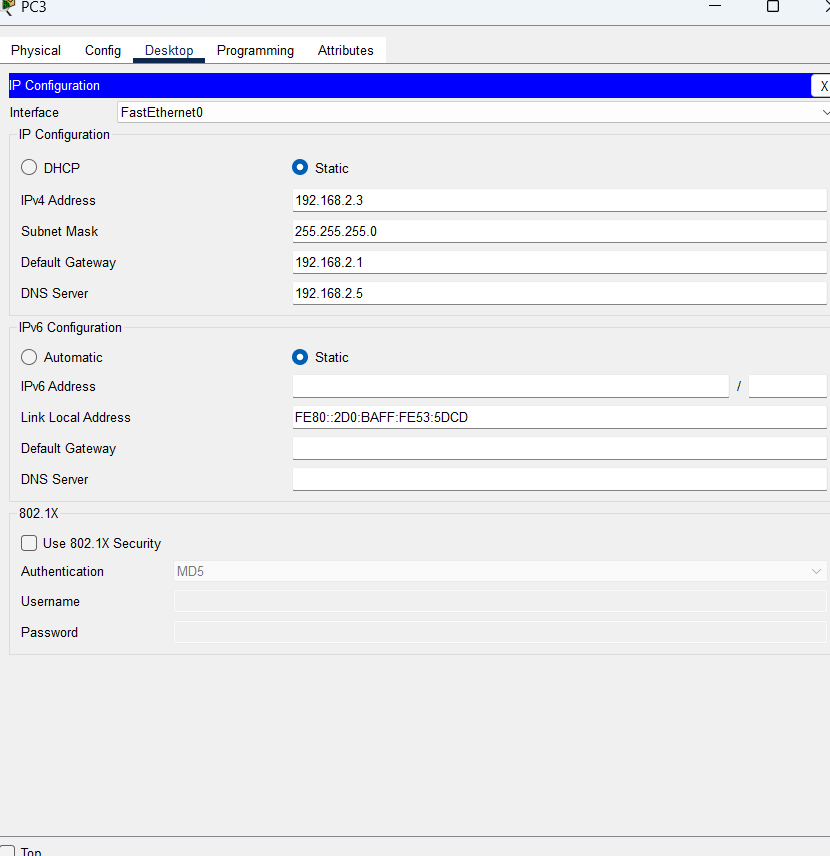 PC3
Physical Config Desktop Programming Attributes
IP Configuration X
Interface FastEthernet0
IP Configuration
DHCP Static
IPv4 Address 192.168.2.3
Subnet Mask 255.255.255.0
Default Gateway 192.168.2.1
DNS Server 192.168.2.5
IPv6 Configuration
Automatic Static
IPv6 Address /
Link Local Address FE80::2D0:BAFF:FE53:5DCD
Default Gateway
DNS Server
802.1X
Use 802.1X Security
Authentication MD5
Username
Password
Top